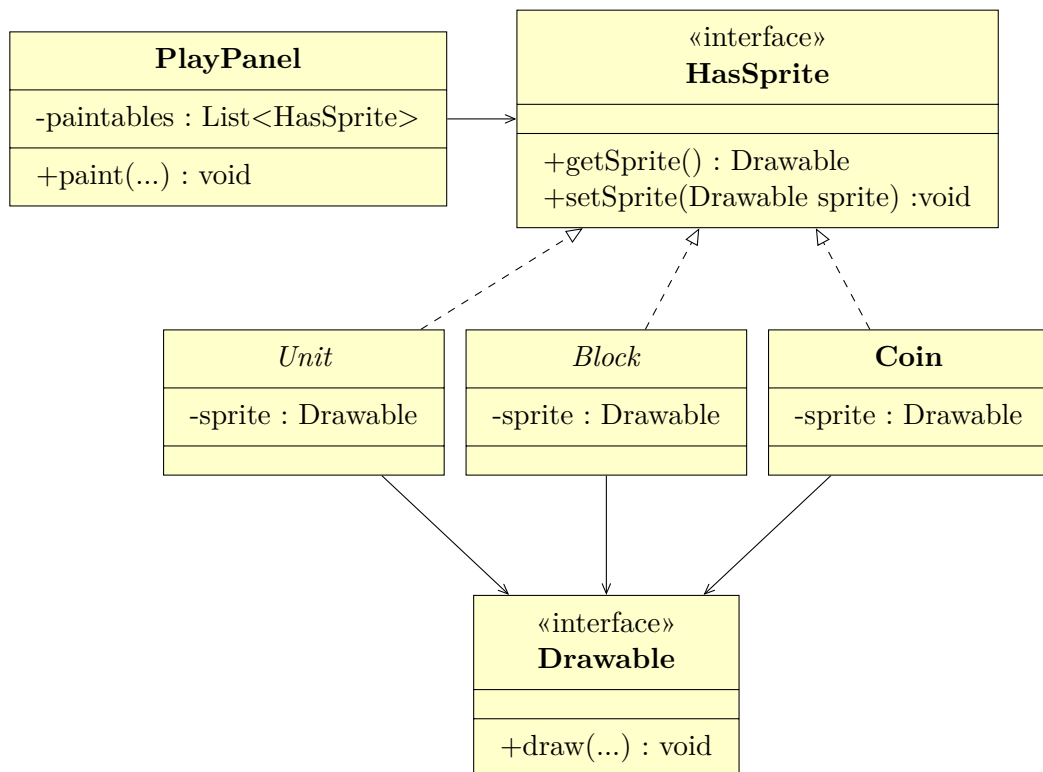 PlayPanel
-paintables : List<HasSprite>
+paint(...) : void
«interface»
HasSprite
+getSprite() : Drawable
+setSprite(Drawable sprite) :void
Unit
-sprite : Drawable
Block
-sprite : Drawable
Coin
-sprite : Drawable
«interface»
Drawable
+draw(...) : void